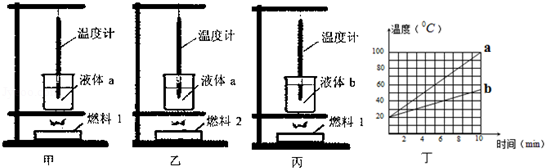 温度计
液体 a
燃料 1
甲
温度计
液体 a
燃料 2
乙
温度计
液体 b
燃料 1
丙
温度（⁰C）
100
80
60
40
20
a
b
2 4 6 8 10
时间（min）
丁